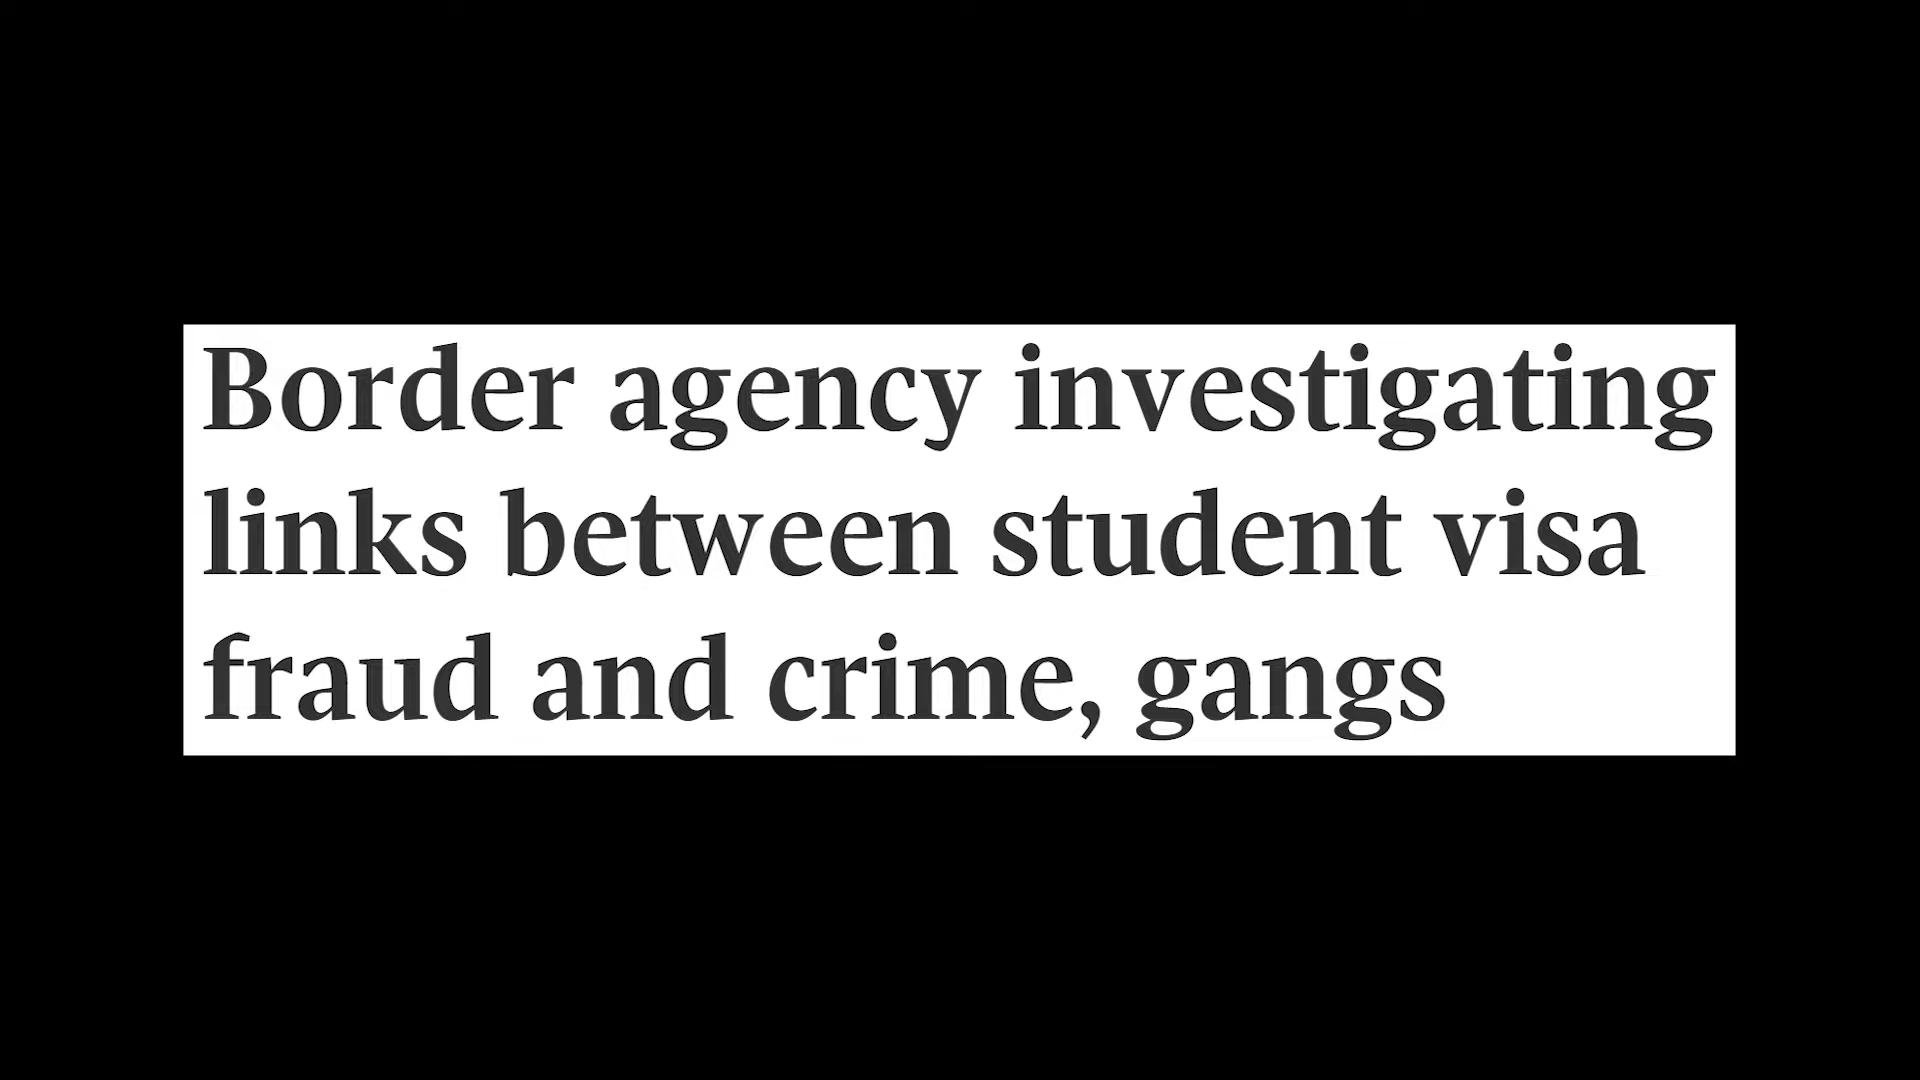 Border agency investigating
links between student visa
fraud and crime, gangs